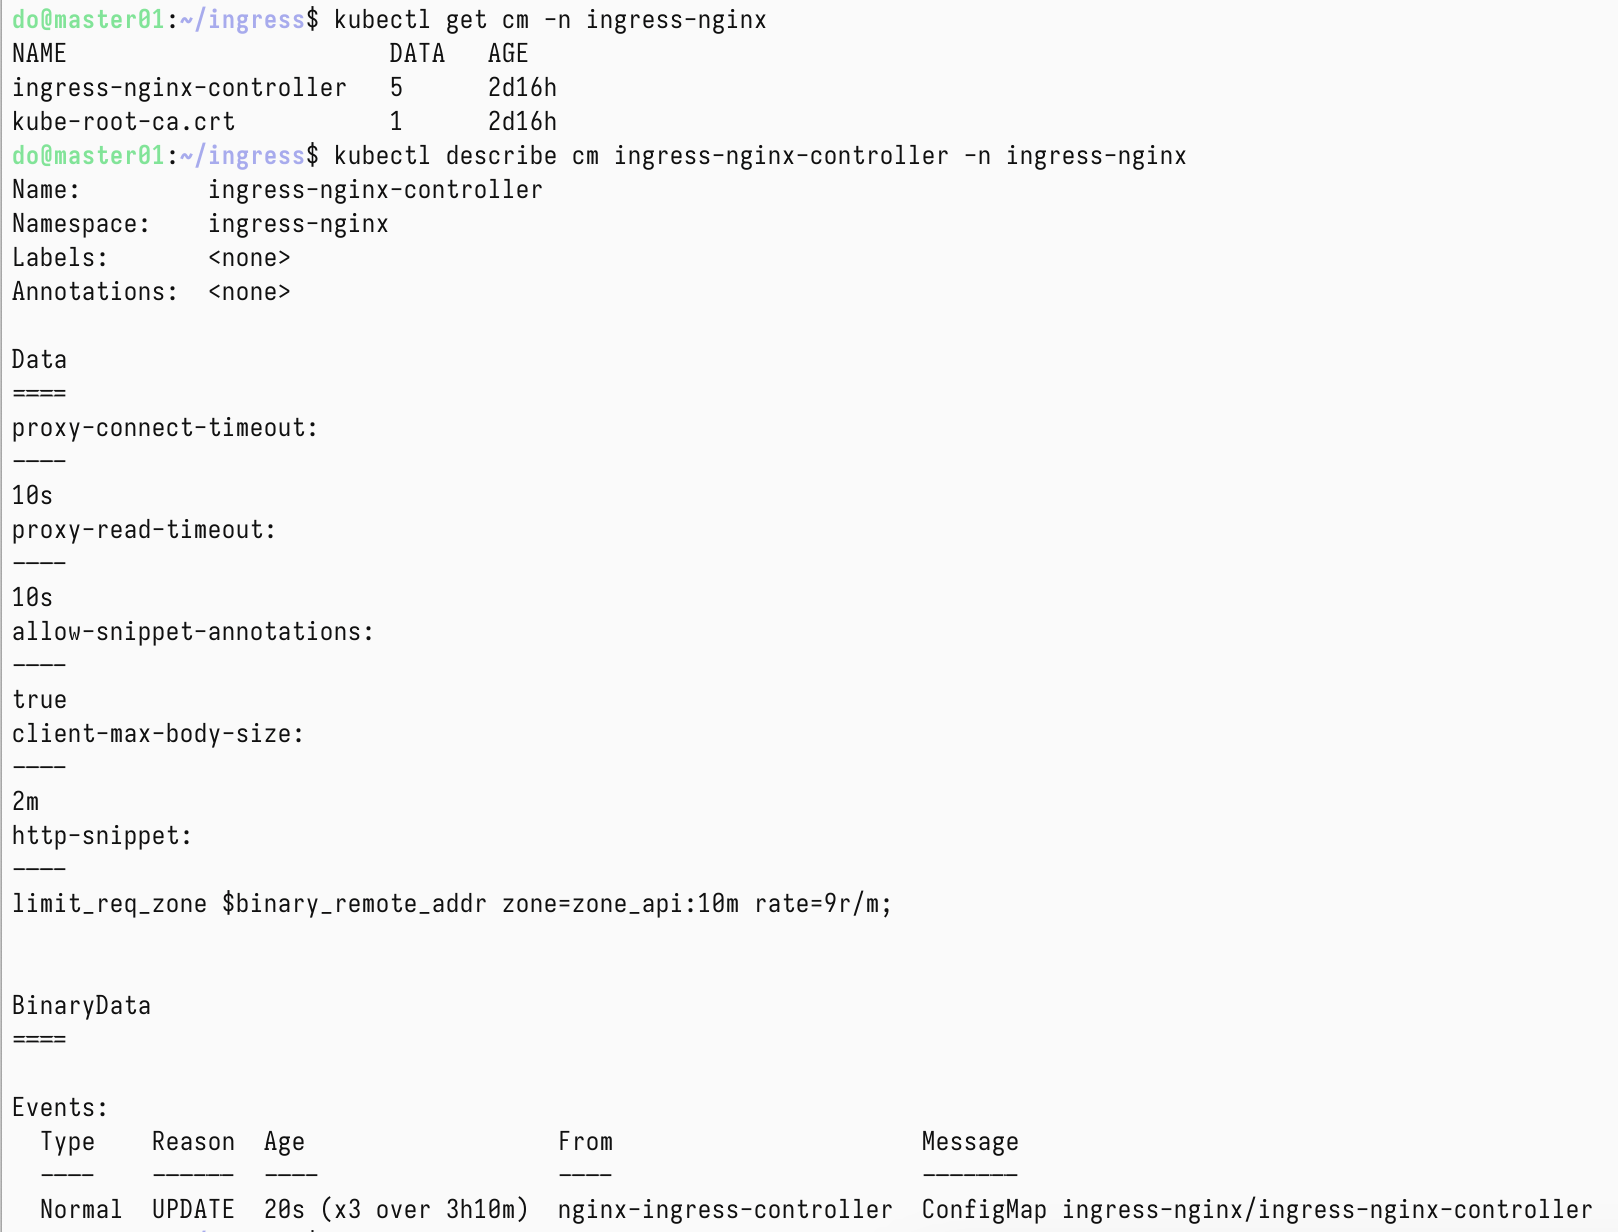 do@master01:~/ingress$ kubectl get cm -n ingress-nginx
NAME                       DATA   AGE
ingress-nginx-controller   5      2d16h
kube-root-ca.crt           1      2d16h
do@master01:~/ingress$ kubectl describe cm ingress-nginx-controller -n ingress-nginx
Name:         ingress-nginx-controller
Namespace:    ingress-nginx
Labels:       <none>
Annotations:  <none>

Data
====
proxy-connect-timeout:
----
10s
proxy-read-timeout:
----
10s
allow-snippet-annotations:
----
true
client-max-body-size:
----
2m
http-snippet:
----
limit_req_zone $binary_remote_addr zone=zone_api:10m rate=9r/m;


BinaryData
====

Events:
  Type    Reason  Age                  From                      Message
  ----    ------  ----                 ----                      -------
  Normal  UPDATE  20s (x3 over 3h10m)  nginx-ingress-controller  ConfigMap ingress-nginx/ingress-nginx-controller